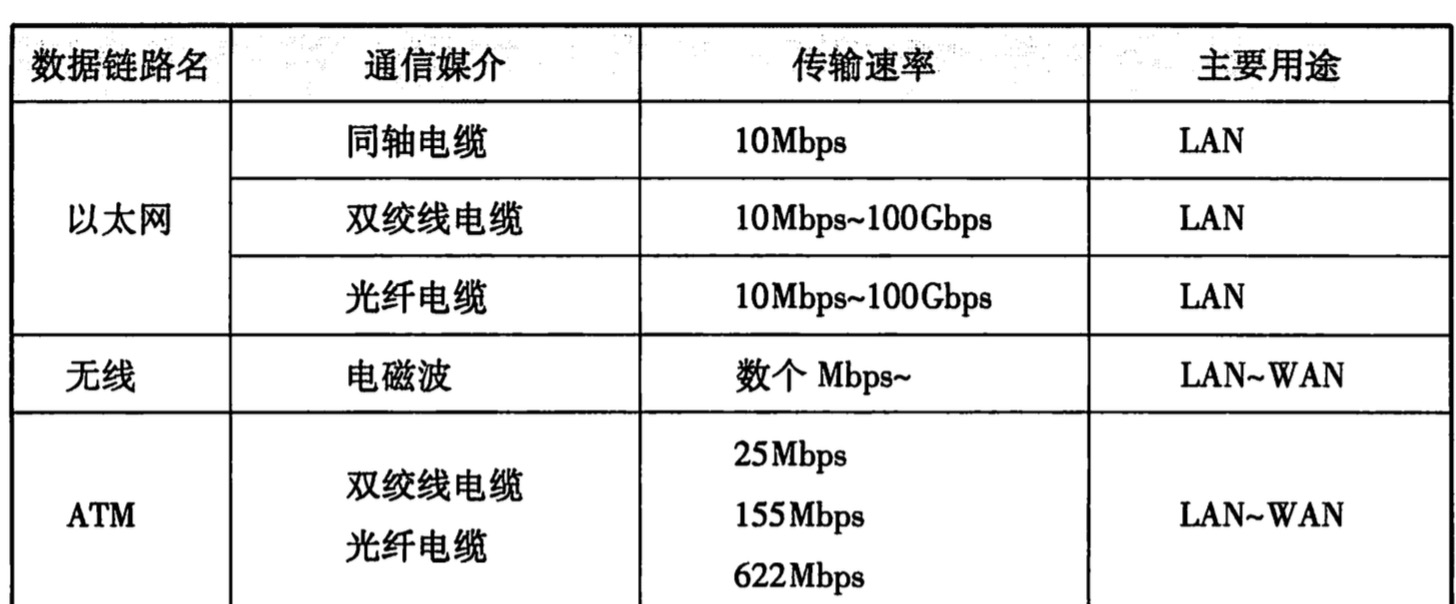 数据链路名 通信媒介 传输速率 主要用途
以太网 同轴电缆 10Mbps LAN
双绞线电缆 10Mbps~100Gbps LAN
光纤电缆 10Mbps~100Gbps LAN
无线 电磁波 数个 Mbps~ LAN~WAN
ATM 双绞线电缆 光纤电缆 25Mbps 155Mbps 622Mbps LAN~WAN